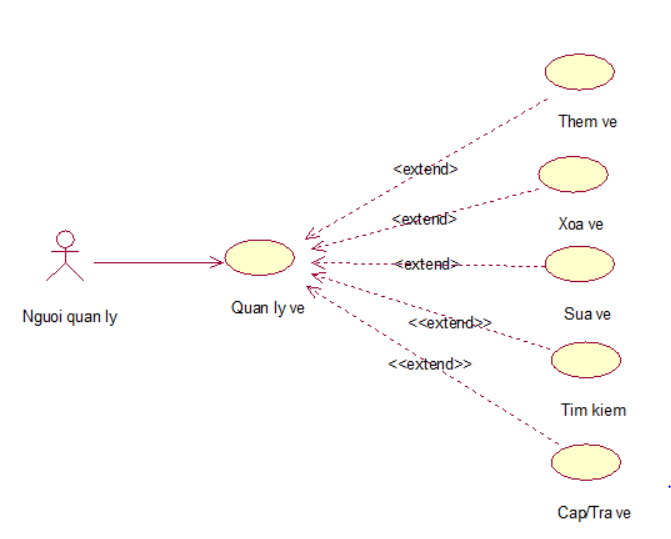 Them ve
<extend>
Xoa ve
<extend>
<extend>
Sua ve
Quan ly ve
Nguoi quan ly
<<extend>>
<<extend>>
Tim kiem
Cap/Tra ve